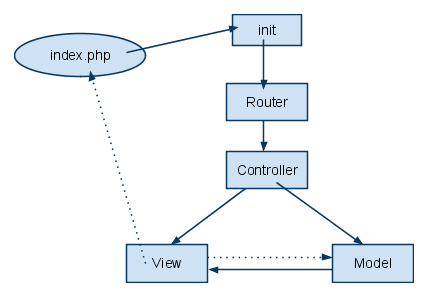 init
index.php
Router
Controller
View
Model